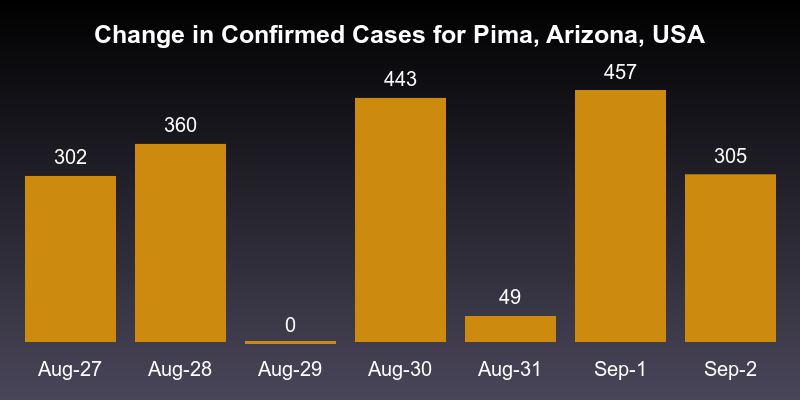 Change in Confirmed Cases for Pima, Arizona, USA
302
360
0
443
49
457
305
Aug-27
Aug-28
Aug-29
Aug-30
Aug-31
Sep-1
Sep-2